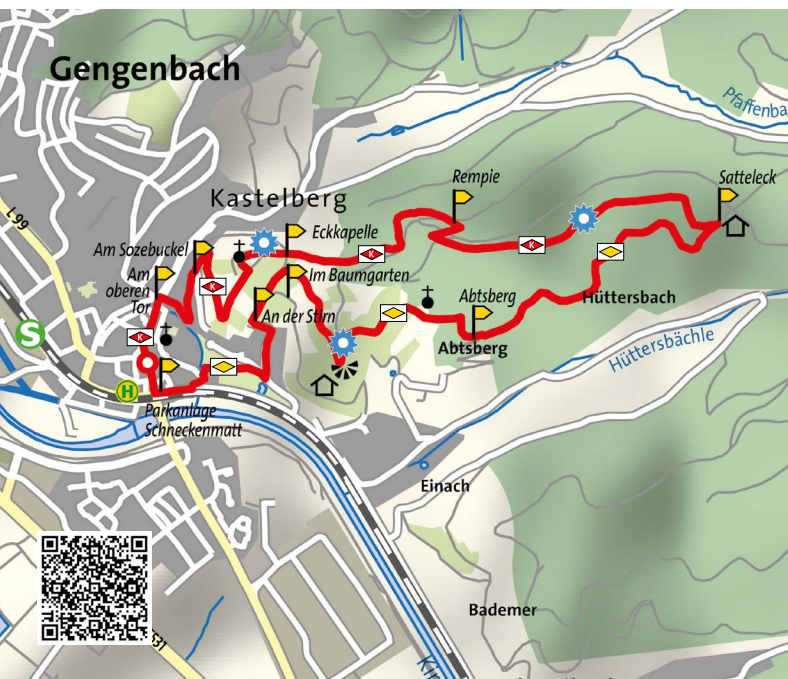 Gengenbach
Pfaffenba
Rempie
Satteleck
Kastelberg
L 99
Eckkapelle
Am Sozebuckel
K
K
Im Baumgarten
Am
oberen
Tor
K
An der Stirn
Abtsberg
Hüttersbach
S
K
Abtsberg
Hüttersbächle
H
Parkanlage
Schneckenmatt
Einach
Bademer